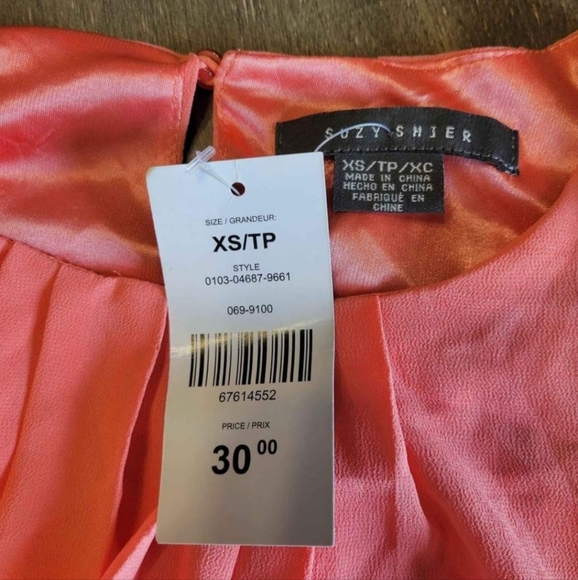 SUZY SHIER
XS/TP/XC
MADE IN CHINA
HECHO EN CHINA
FABRIQUÉ EN
CHINE
SIZE / GRANDEUR:
XS/TP
STYLE
0103-04687-9661
069-9100
67614552
PRICE / PRIX
30 00